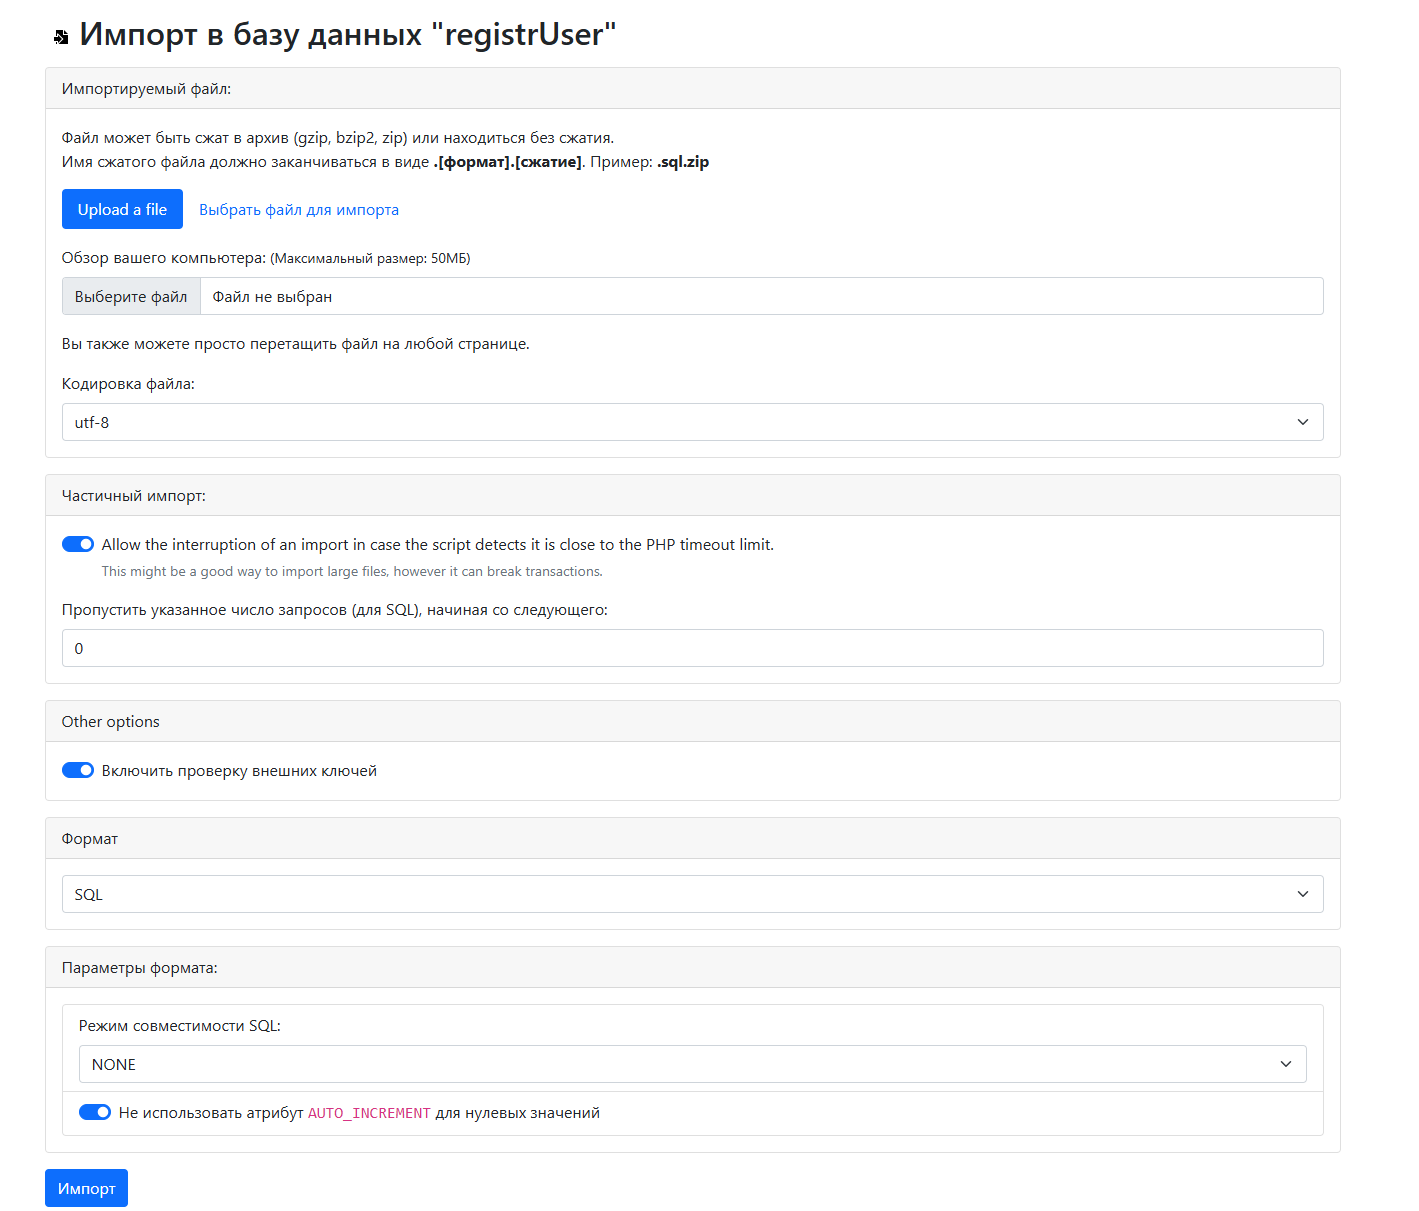 Импорт в базу данных "registrUser"
Импортируемый файл:
Файл может быть сжат в архив (gzip, bzip2, zip) или находиться без сжатия.
Имя сжатого файла должно заканчиваться в виде .[формат].[сжатие]. Пример: .sql.zip
Upload a file Выбрать файл для импорта
Обзор вашего компьютера: (Максимальный размер: 50МБ)
Выберите файл Файл не выбран
Вы также можете просто перетащить файл на любой странице.
Кодировка файла:
utf-8
Частичный импорт:
Allow the interruption of an import in case the script detects it is close to the PHP timeout limit.
This might be a good way to import large files, however it can break transactions.
Пропустить указанное число запросов (для SQL), начиная со следующего:
0
Other options
Включить проверку внешних ключей
Формат
SQL
Параметры формата:
Режим совместимости SQL:
NONE
Не использовать атрибут AUTO_INCREMENT для нулевых значений
Импорт